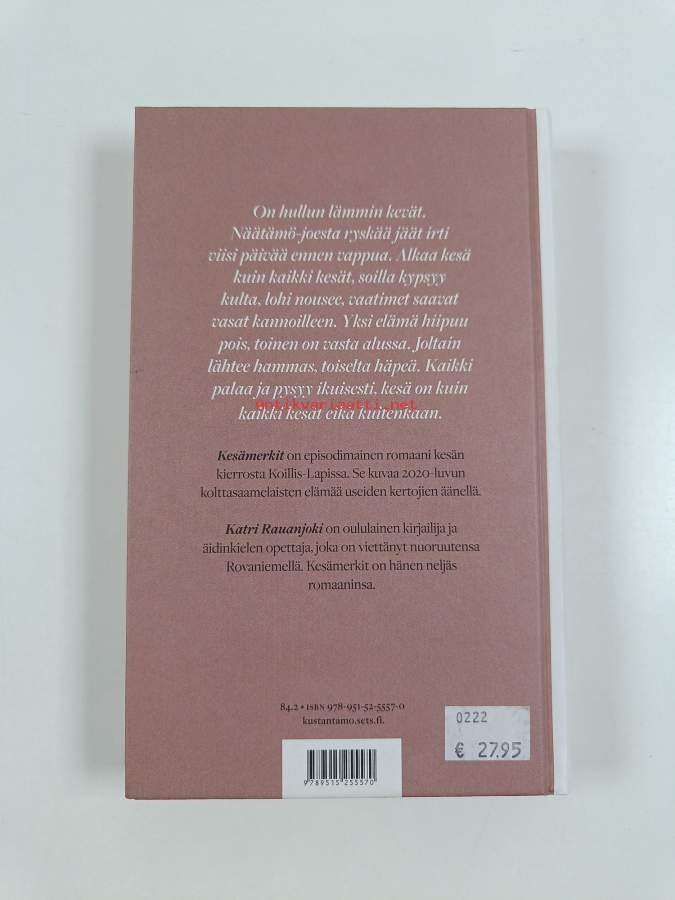 On hullun lämmin kevät.
Näätämö-joesta ryskää jäät irti
viisi päivää ennen vappua. Alkaa kesä
kuin kaikki kesät, soilla kypsyy
kulta, lohi nousee, vaatimet saavat
vasat kannoilleen. Yksi elämä hiipuu
pois, toinen on vasta alussa. Joltain
lähtee hammas, toiselta häpeä. Kaikki
palaa ja pysyy ikuisesti, kesä on kuin
Antikvariaatti.net
kaikki kesät eikä kuitenkaan.
Kesämerkit on episodimainen romaani kesän
kierrosta Koillis-Lapissa. Se kuvaa 2020-luvun
kolttasaamelaisten elämää useiden kertojien äänellä.
Katri Rauanjoki on oululainen kirjailija ja
äidinkielen opettaja, joka on viettänyt nuoruutensa
Rovaniemellä. Kesämerkit on hänen neljäs
romaaninsa.
84.2 • ISBN 978-951-52-5557-0
kustantamo.sets.fi.
9789515255570
0222
€ 27.95